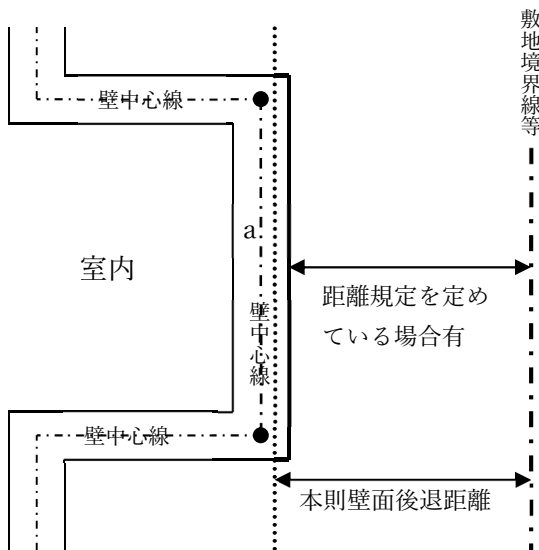 敷地境界線等
壁中心線
a
室内
距離規定を定め
ている場合有
壁中心線
壁中心線
本則壁面後退距離